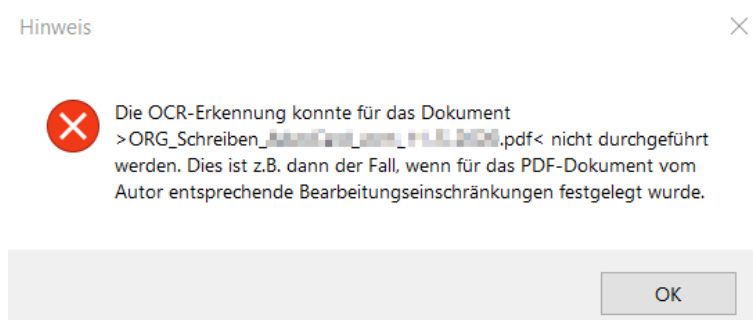 Hinweis
Die OCR-Erkennung konnte für das Dokument
>ORG_Schreiben_ .pdf< nicht durchgeführt
werden. Dies ist z.B. dann der Fall, wenn für das PDF-Dokument vom
Autor entsprechende Bearbeitungseinschränkungen festgelegt wurde.
OK